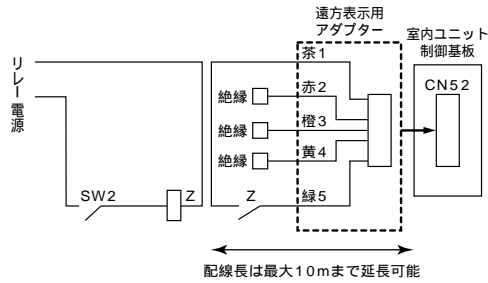 遠方表示用
アダプター
室内ユニット
制御基板
リレー電源
茶1
赤2
絶縁
橙3
絶縁
黄4
絶縁
緑5
CN52
SW2
Z
Z
配線長は最大10mまで延長可能